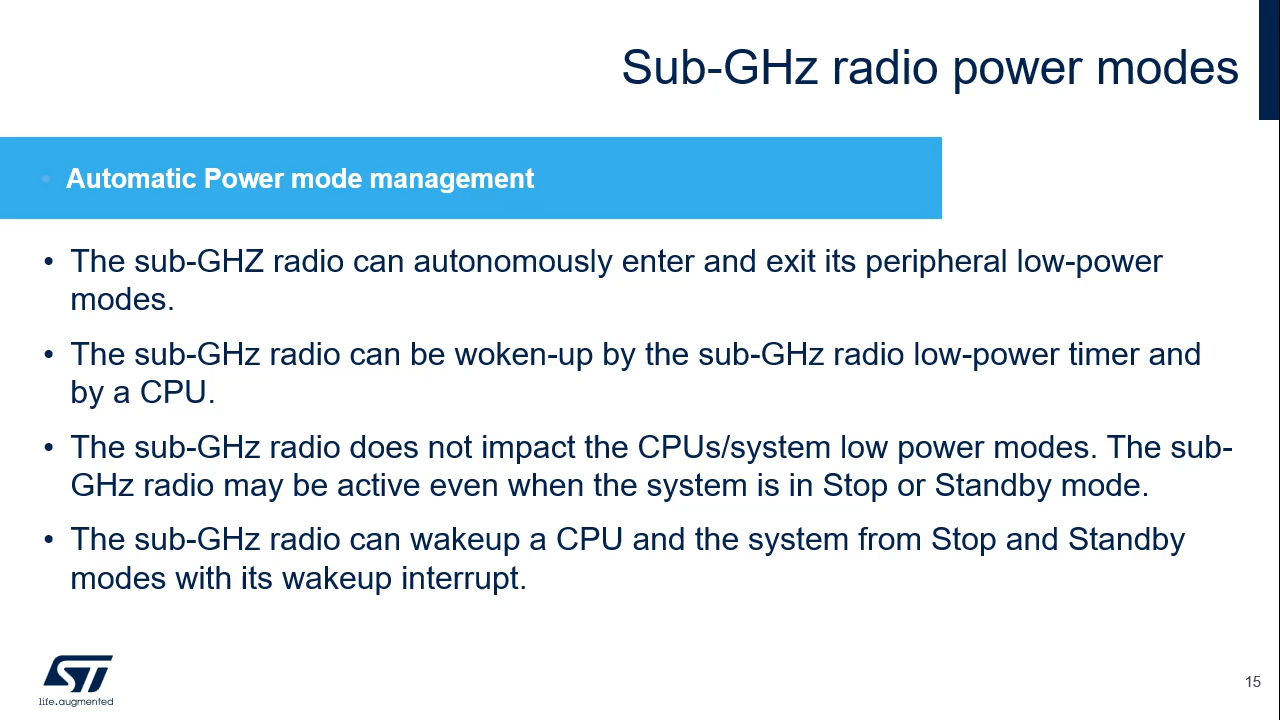 Sub-GHz radio power modes
• Automatic Power mode management
• The sub-GHZ radio can autonomously enter and exit its peripheral low-power
modes.
• The sub-GHz radio can be woken-up by the sub-GHz radio low-power timer and
by a CPU.
• The sub-GHz radio does not impact the CPUs/system low power modes. The sub-
GHz radio may be active even when the system is in Stop or Standby mode.
• The sub-GHz radio can wakeup a CPU and the system from Stop and Standby
modes with its wakeup interrupt.
ST
life.augmented
15